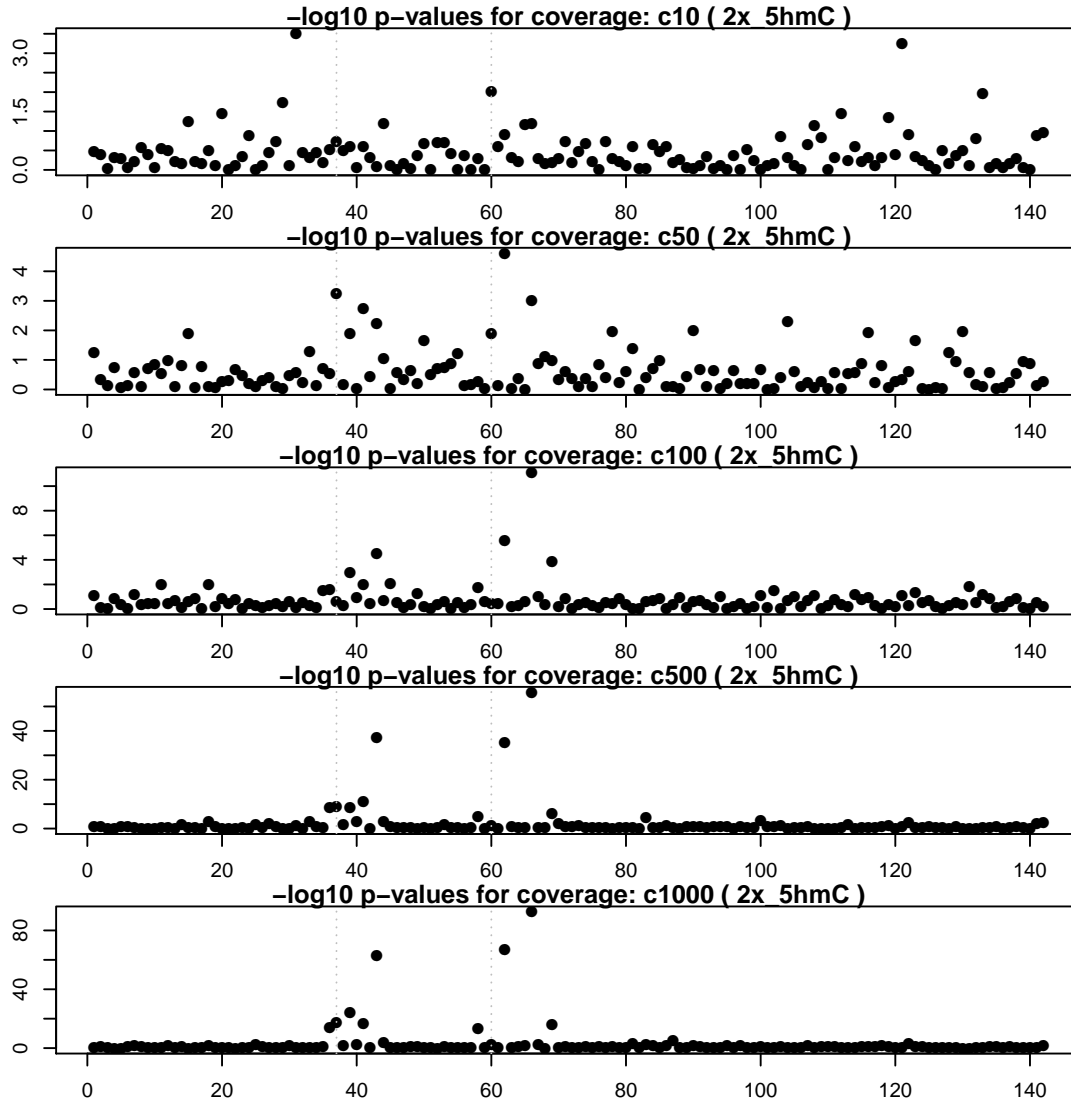 −log10 p−values for coverage: c10 ( 2x_5hmC )
0.0 1.5 3.0
0 20 40 60 80 100 120 140
−log10 p−values for coverage: c50 ( 2x_5hmC )
0 1 2 3 4
0 20 40 60 80 100 120 140
−log10 p−values for coverage: c100 ( 2x_5hmC )
0 4 8
0 20 40 60 80 100 120 140
−log10 p−values for coverage: c500 ( 2x_5hmC )
0 20 40
0 20 40 60 80 100 120 140
−log10 p−values for coverage: c1000 ( 2x_5hmC )
0 40 80
0 20 40 60 80 100 120 140